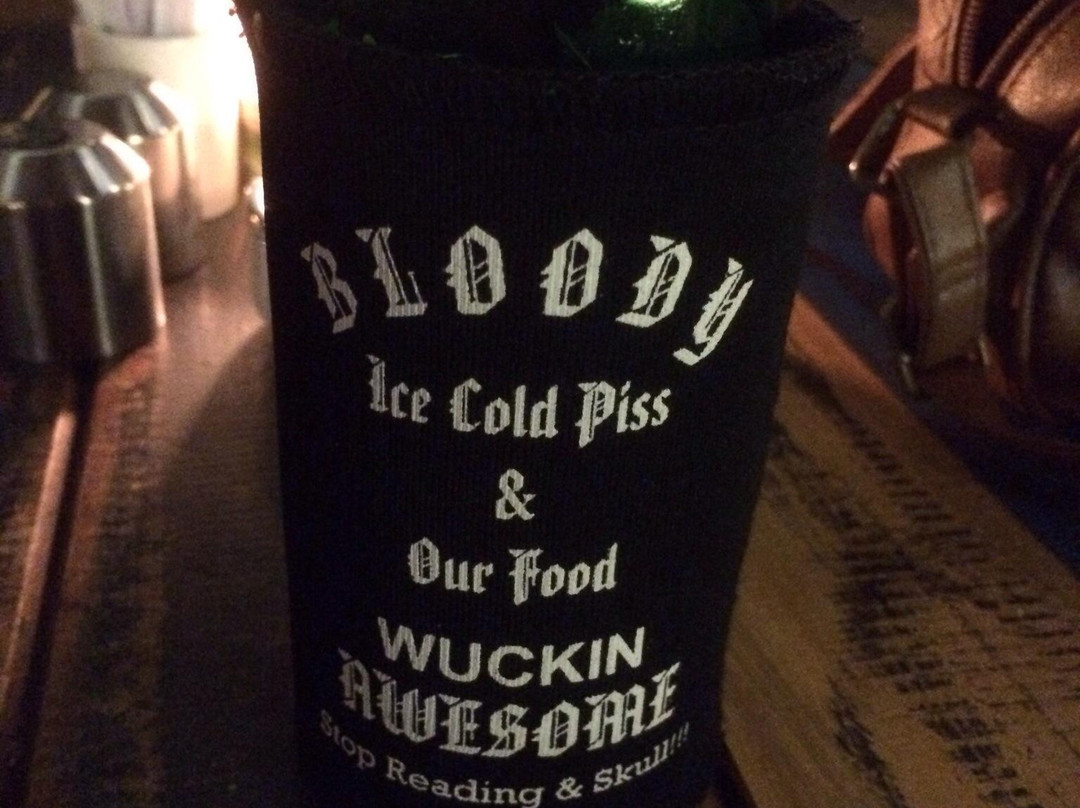 BLOODY
Ice Cold Piss
&
Our Food
WUCKIN
AWESOME
Stop Reading & Skull!!!